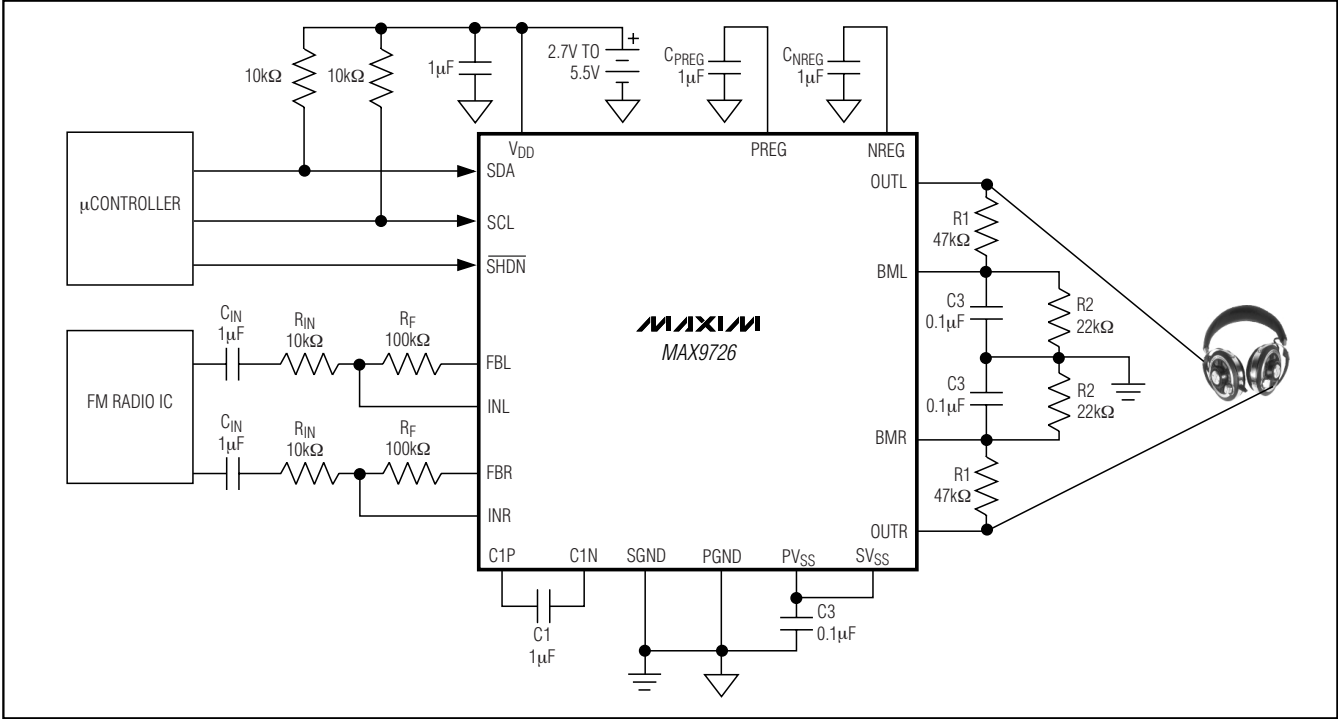 10kΩ
10kΩ
1μF
2.7V TO
5.5V
+
CPREG
1μF
CNREG
1μF
μCONTROLLER
VDD
PREG
NREG
SDA
SCL
SHDN
OUTL
R1
47kΩ
BML
C3
0.1μF
R2
22kΩ
FM RADIO IC
CIN
1μF
RIN
10kΩ
RF
100kΩ
FBL
INL
CIN
1μF
RIN
10kΩ
RF
100kΩ
FBR
INR
MAXIM
MAX9726
C3
0.1μF
R2
22kΩ
BMR
R1
47kΩ
OUTR
C1P
C1N
SGND
PGND
PVSS
SVSS
C1
1μF
C3
0.1μF